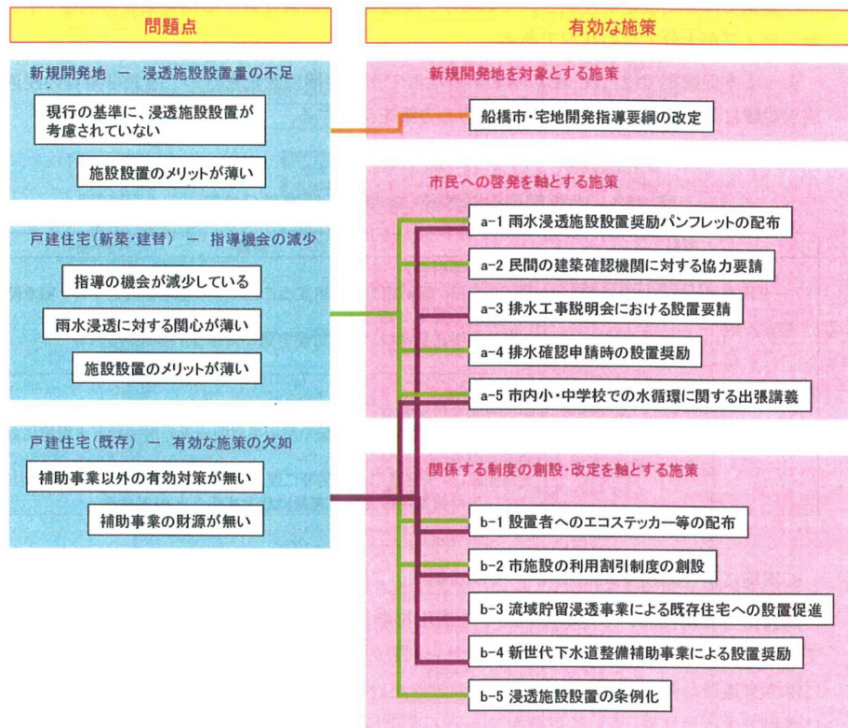 問題点
有効な施策
新規開発地 － 浸透施設設置量の不足
現行の基準に、浸透施設設置が
考慮されていない
施設設置のメリットが薄い
戸建住宅(新築・建替) － 指導機会の減少
指導の機会が減少している
雨水浸透に対する関心が薄い
施設設置のメリットが薄い
戸建住宅(既存) － 有効な施策の欠如
補助事業以外の有効対策が無い
補助事業の財源が無い
新規開発地を対象とする施策
船橋市・宅地開発指導要綱の改定
市民への啓発を軸とする施策
a-1 雨水浸透施設設置奨励パンフレットの配布
a-2 民間の建築確認機関に対する協力要請
a-3 排水工事説明会における設置要請
a-4 排水確認申請時の設置奨励
a-5 市内小・中学校での水循環に関する出張講義
関係する制度の創設・改定を軸とする施策
b-1 設置者へのエコステッカー等の配布
b-2 市施設の利用割引制度の創設
b-3 流域貯留浸透事業による既存住宅への設置促進
b-4 新世代下水道整備補助事業による設置奨励
b-5 浸透施設設置の条例化